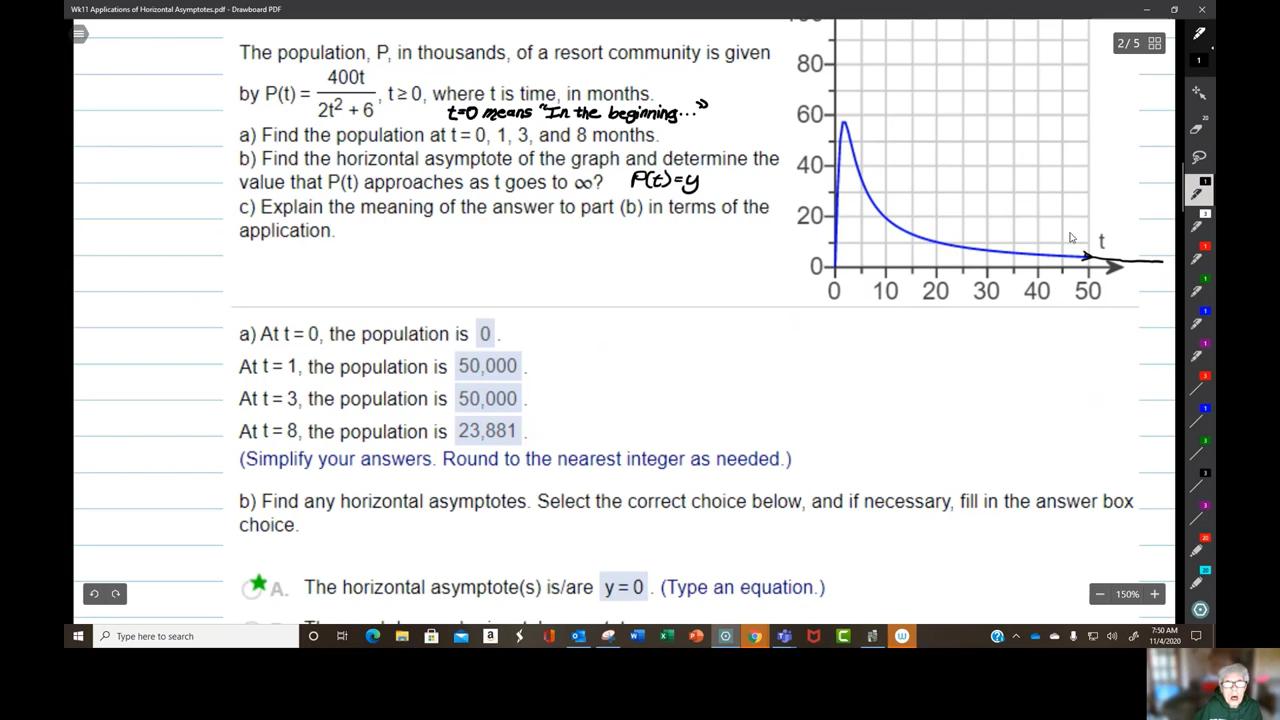 Wk11 Applications of Horizontal Asymptotes.pdf - Drawboard PDF
The population, P, in thousands, of a resort community is given
by P(t) = 400t / 2t² + 6, t ≥ 0, where t is time, in months.
t=0 means "In the beginning..."
a) Find the population at t = 0, 1, 3, and 8 months.
b) Find the horizontal asymptote of the graph and determine the
value that P(t) approaches as t goes to ∞? P(t)=y
c) Explain the meaning of the answer to part (b) in terms of the
application.
2 / 5
80
60
40
20
0
t
0 10 20 30 40 50
a) At t = 0, the population is 0 .
At t = 1, the population is 50,000 .
At t = 3, the population is 50,000 .
At t = 8, the population is 23,881 .
(Simplify your answers. Round to the nearest integer as needed.)
b) Find any horizontal asymptotes. Select the correct choice below, and if necessary, fill in the answer box
choice.
A. The horizontal asymptote(s) is/are y = 0 . (Type an equation.)
150%
Type here to search
7:50 AM
11/4/2020